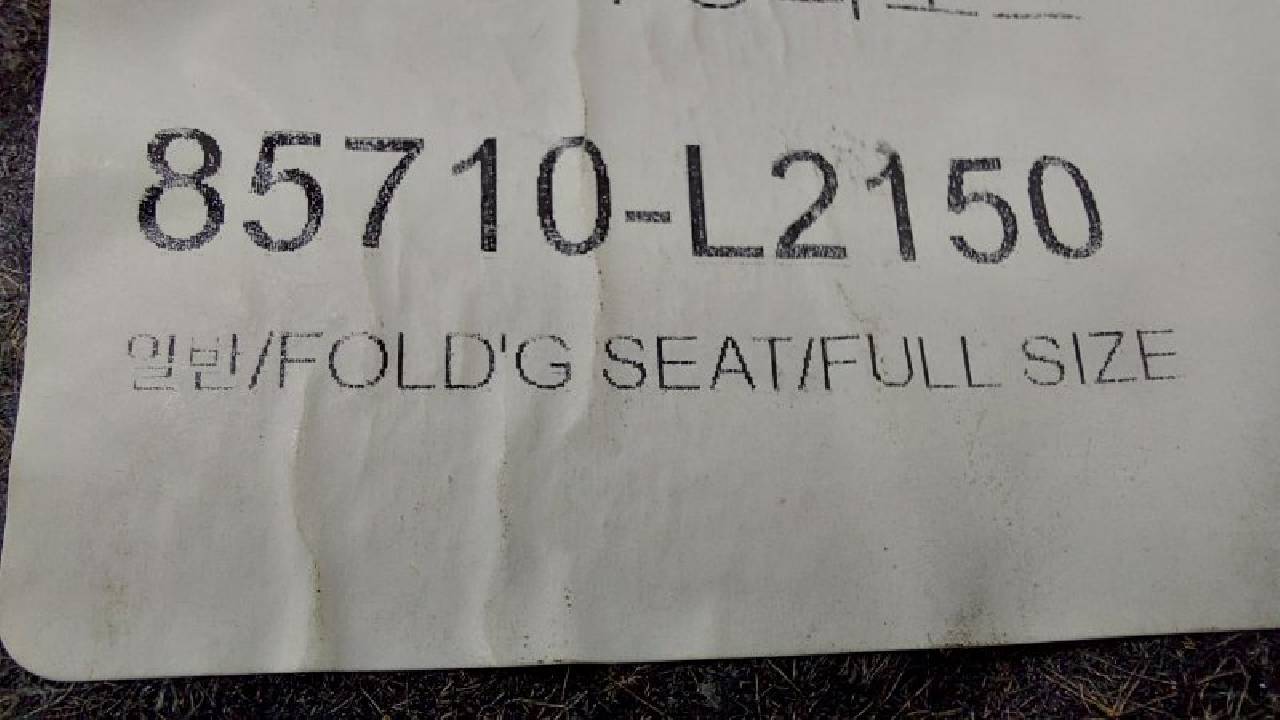 85710-L2150
일반/FOLD'G SEAT/FULL SIZE